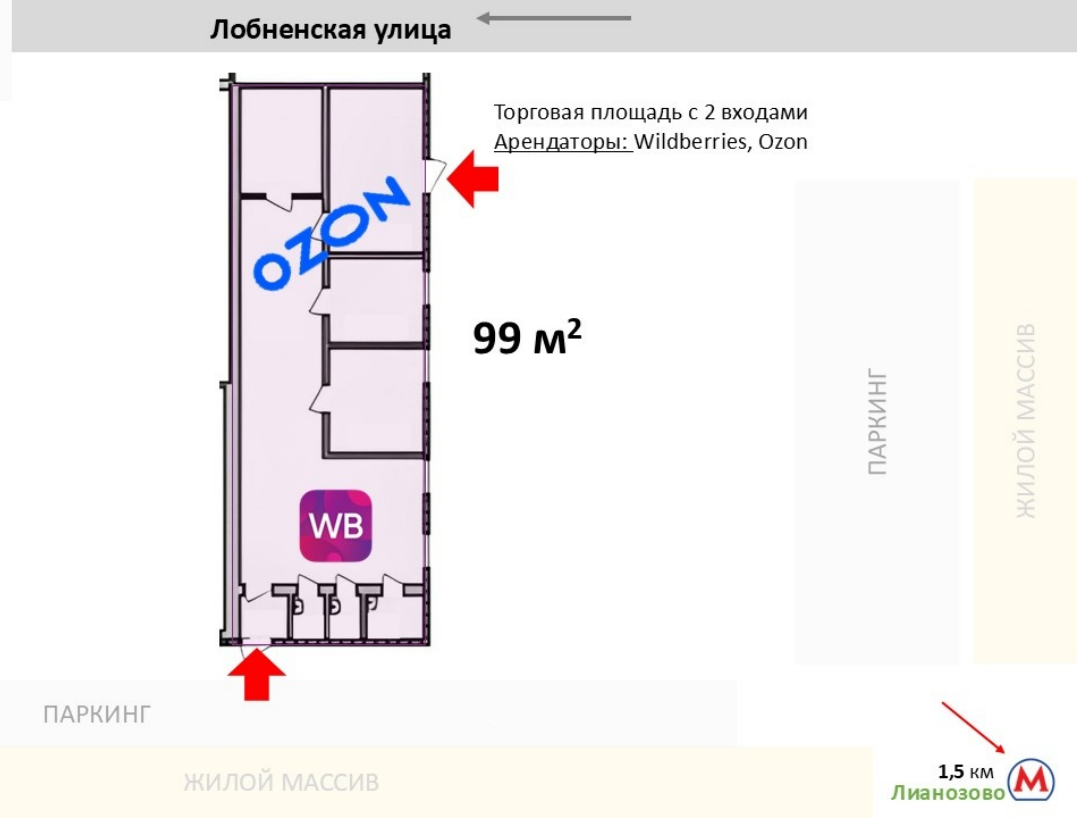 Лобненская улица
Торговая площадь с 2 входами
Арендаторы: Wildberries, Ozon
OZON
99 м²
ПАРКИНГ
ЖИЛОЙ МАССИВ
WB
ПАРКИНГ
ЖИЛОЙ МАССИВ
1,5 км
Лианозово
М